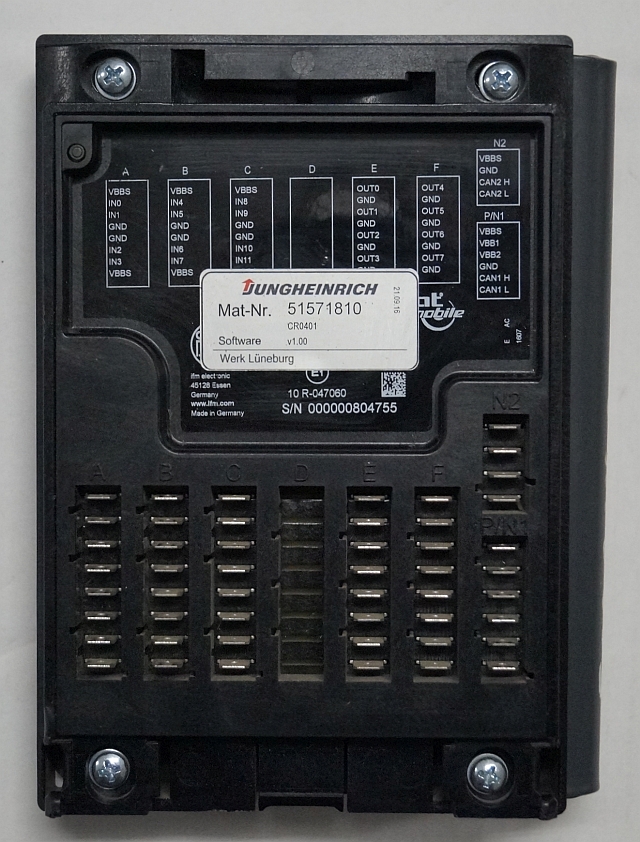 A B C D E F
VBBS
IN0
IN1
GND
GND
IN2
IN3
VBBS
VBBS
IN4
IN5
GND
GND
IN6
IN7
VBBS
VBBS
IN8
IN9
GND
GND
IN10
IN11
OUT0
GND
OUT1
GND
OUT2
GND
OUT3
OUT4
GND
OUT5
GND
OUT6
GND
OUT7
GND
N2
VBBS
GND
CAN2 H
CAN2 L
P/N1
VBBS
VBB1
VBB2
GND
CAN1 H
CAN1 L
JUNGHEINRICH
Mat-Nr. 51571810
CR0401
Software v1.00
Werk Lüneburg
21.09.16
E AC
1607
E1
ifm electronic
45128 Essen
Germany
www.ifm.com
Made in Germany
10 R-047060
S/N 000000804755
N2
A B C D E F
P/N1